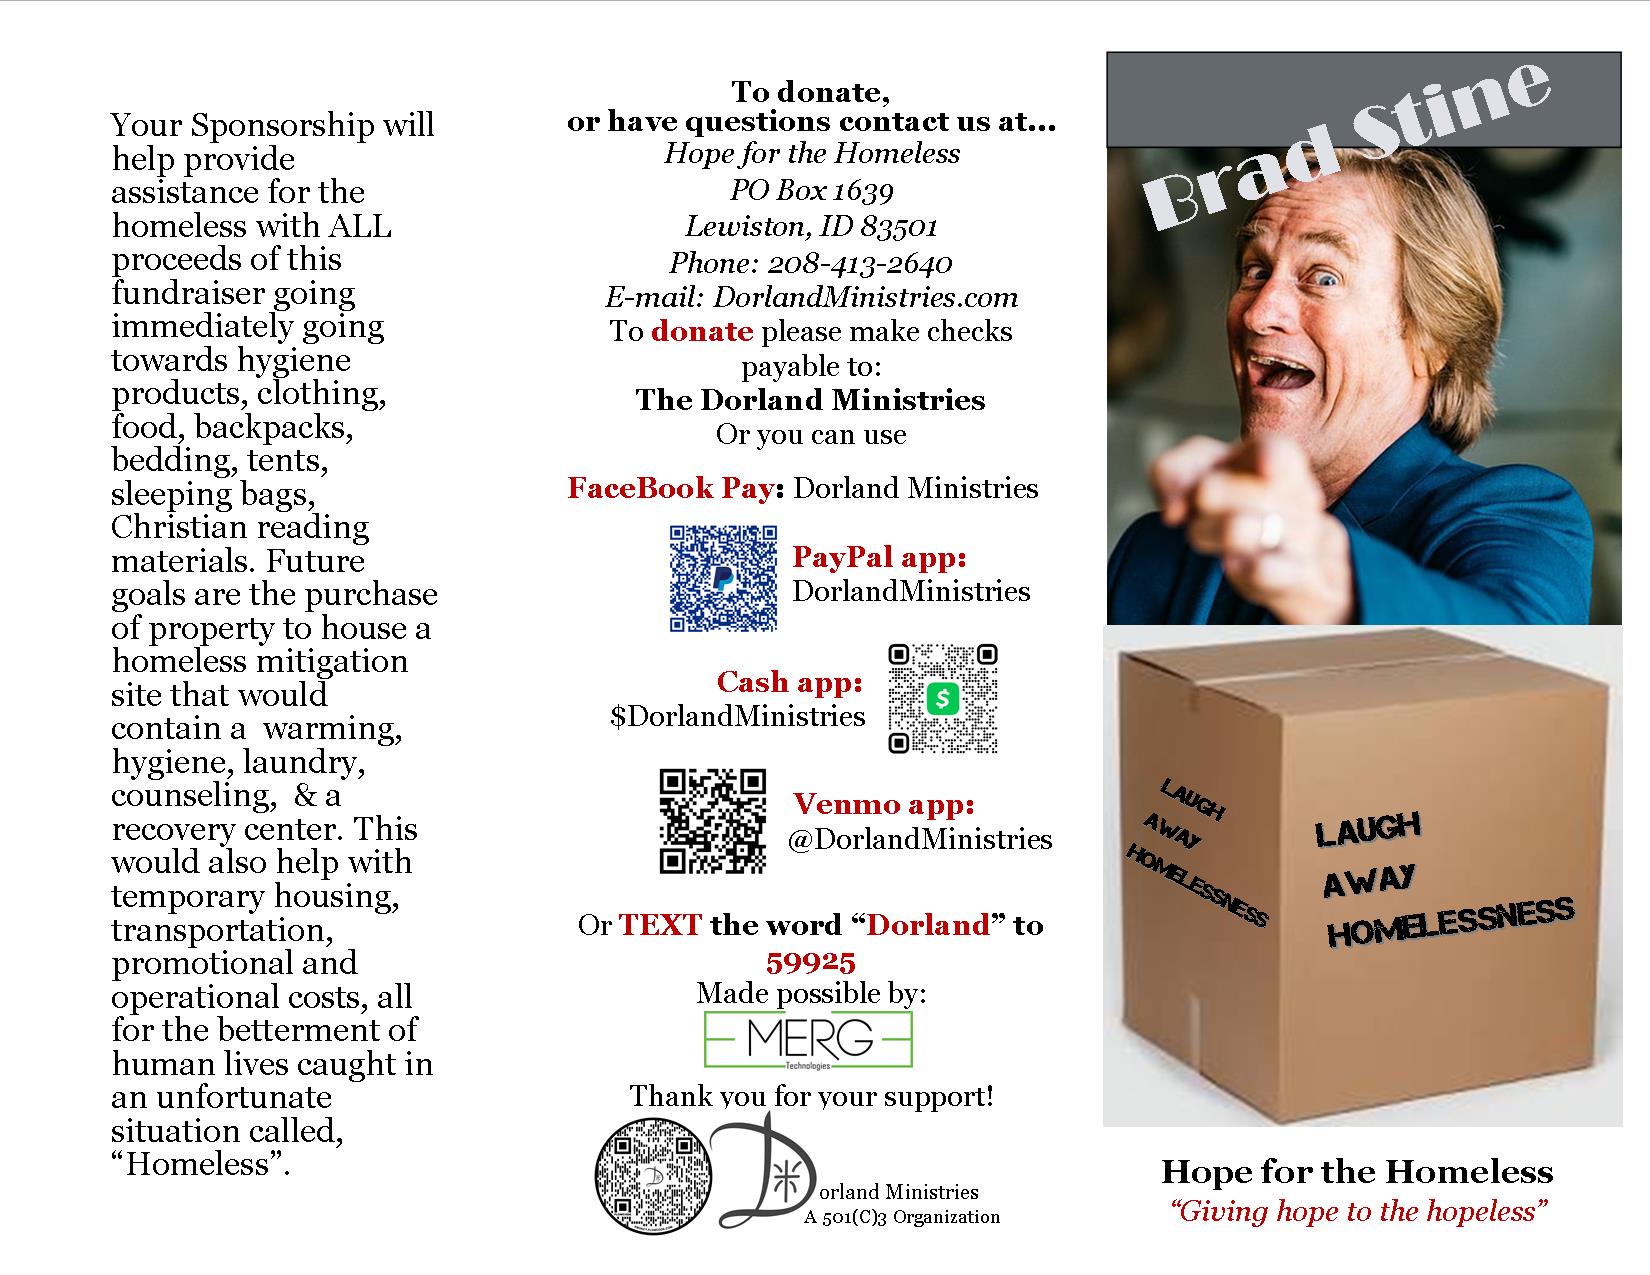 Your Sponsorship will
help provide
assistance for the
homeless with ALL
proceeds of this
fundraiser going
immediately going
towards hygiene
products, clothing,
food, backpacks,
bedding, tents,
sleeping bags,
Christian reading
materials. Future
goals are the purchase
of property to house a
homeless mitigation
site that would
contain a  warming,
hygiene, laundry,
counseling,  & a
recovery center. This
would also help with
temporary housing,
transportation,
promotional and
operational costs, all
for the betterment of
human lives caught in
an unfortunate
situation called,
“Homeless”.
To donate,
or have questions contact us at...
Hope for the Homeless
PO Box 1639
Lewiston, ID 83501
Phone: 208-413-2640
E-mail: DorlandMinistries.com
To donate please make checks
payable to:
The Dorland Ministries
Or you can use
FaceBook Pay: Dorland Ministries
PayPal app:
DorlandMinistries
Cash app:
$DorlandMinistries
Venmo app:
@DorlandMinistries
Or TEXT the word “Dorland” to
59925
Made possible by:
MERG
Technologies
Thank you for your support!
Dorland Ministries
A 501(C)3 Organization
Brad Stine
LAUGH
AWAY
HOMELESSNESS
LAUGH
AWAY
HOMELESSNESS
Hope for the Homeless
“Giving hope to the hopeless”